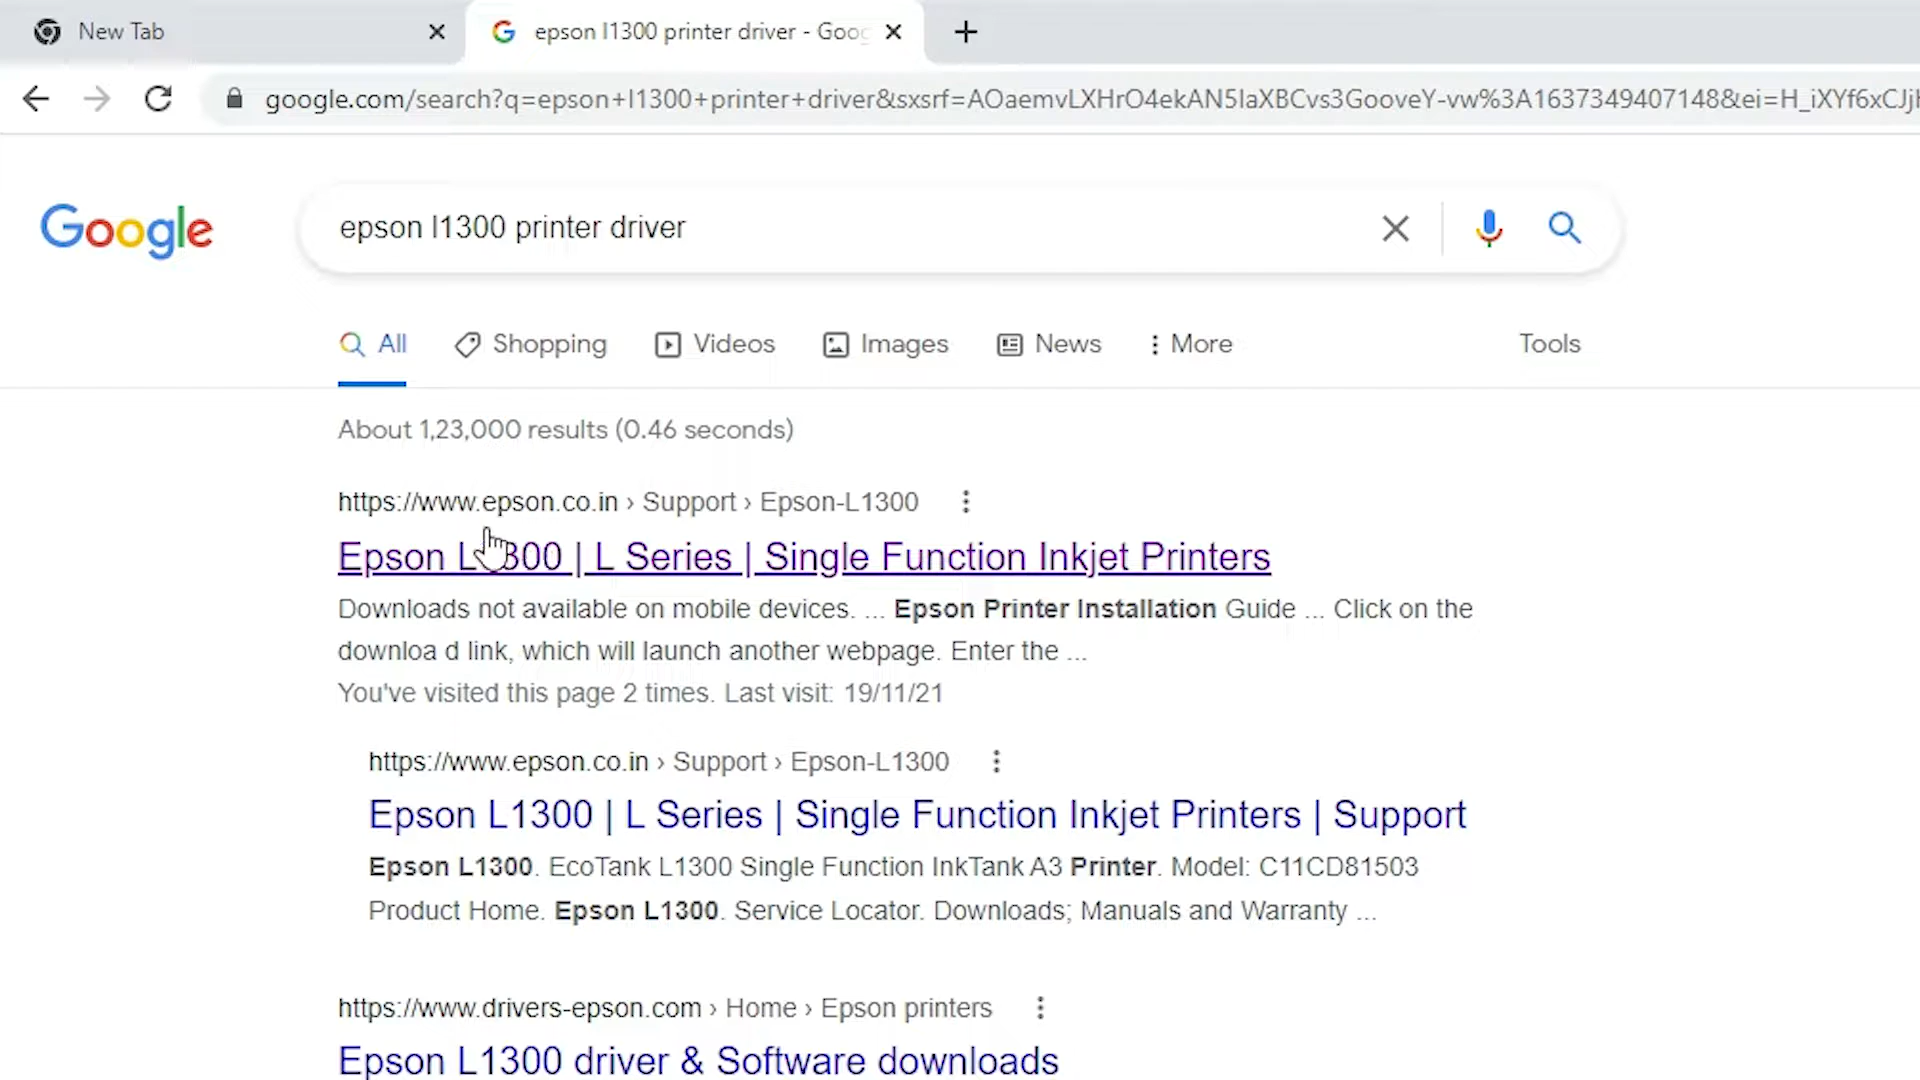 New Tab
epson l1300 printer driver - Goog
google.com/search?q=epson+l1300+printer+driver&sxsrf=AOaemvLXHrO4ekAN5IaXBCvs3GooveY-vw%3A1637349407148&ei=H_iXYf6xCJj
Google
epson l1300 printer driver
All
Shopping
Videos
Images
News
More
Tools
About 1,23,000 results (0.46 seconds)
https://www.epson.co.in › Support › Epson-L1300
Epson L1300 | L Series | Single Function Inkjet Printers
Downloads not available on mobile devices. ... Epson Printer Installation Guide ... Click on the
downloa d link, which will launch another webpage. Enter the ...
You've visited this page 2 times. Last visit: 19/11/21
https://www.epson.co.in › Support › Epson-L1300
Epson L1300 | L Series | Single Function Inkjet Printers | Support
Epson L1300. EcoTank L1300 Single Function InkTank A3 Printer. Model: C11CD81503
Product Home. Epson L1300. Service Locator. Downloads; Manuals and Warranty ...
https://www.drivers-epson.com › Home › Epson printers
Epson L1300 driver & Software downloads